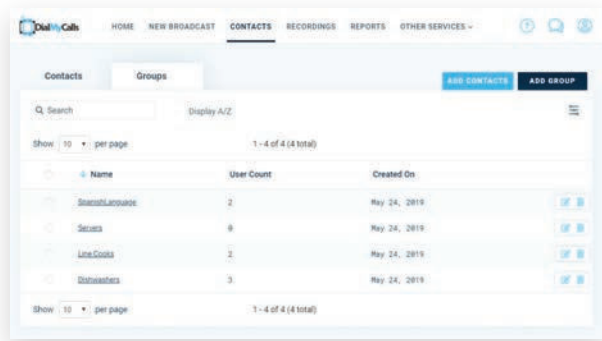 DialMyCalls HOME NEW BROADCAST CONTACTS RECORDINGS REPORTS OTHER SERVICES
Contacts Groups ADD CONTACTS ADD GROUP
Search Display A/Z
Show 10 per page 1 - 4 of 4 (4 total)
Name User Count Created On
SpanishLanguage 2 May 24, 2019
Servers 0 May 24, 2019
Line Cooks 2 May 24, 2019
Dishwashers 3 May 24, 2019
Show 10 per page 1 - 4 of 4 (4 total)